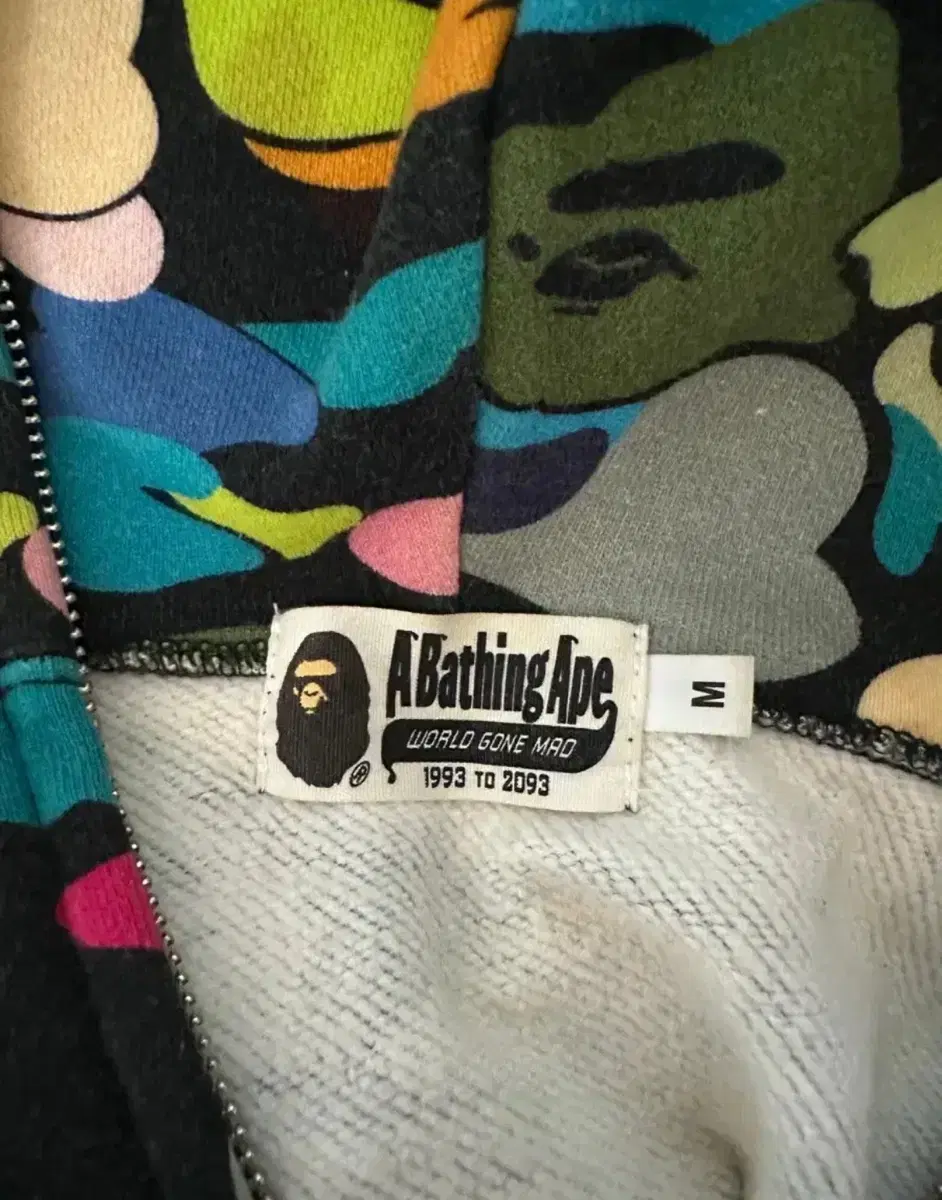 A Bathing Ape
WORLD GONE MAD
1993 TO 2093
®
M